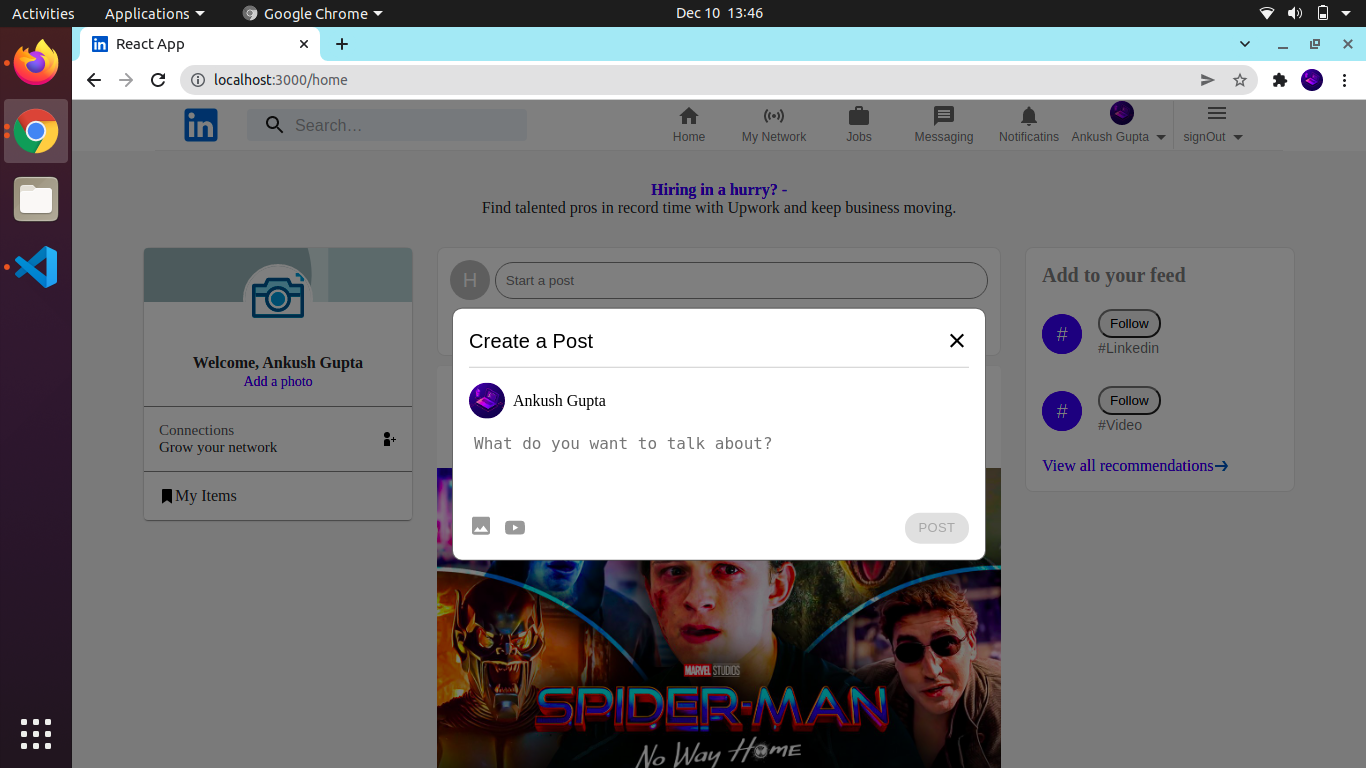 Activities Applications Google Chrome Dec 10 13:46
React App
localhost:3000/home
in Search...
Home My Network Jobs Messaging Notificatins Ankush Gupta signOut
Hiring in a hurry? -
Find talented pros in record time with Upwork and keep business moving.
Welcome, Ankush Gupta
Add a photo
Connections
Grow your network
My Items
H Start a post
Create a Post
Ankush Gupta
What do you want to talk about?
POST
MARVEL STUDIOS
SPIDER-MAN
NO WAY HOME
Add to your feed
# Follow
#Linkedin
# Follow
#Video
View all recommendations